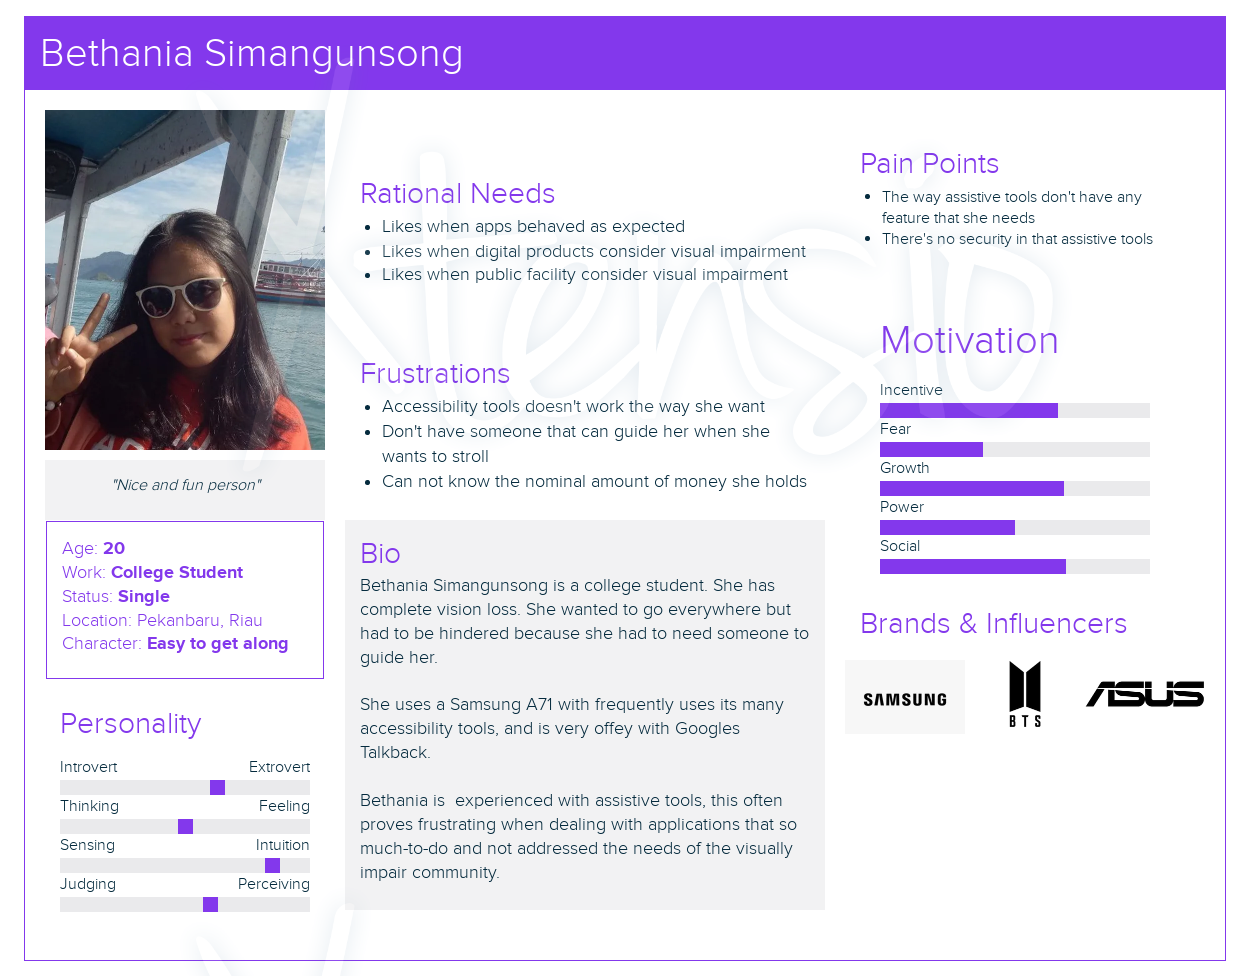 Bethania Simangunsong
"Nice and fun person"
Age: 20
Work: College Student
Status: Single
Location: Pekanbaru, Riau
Character: Easy to get along
Personality
Introvert Extrovert
Thinking Feeling
Sensing Intuition
Judging Perceiving
Rational Needs
• Likes when apps behaved as expected
• Likes when digital products consider visual impairment
• Likes when public facility consider visual impairment
Frustrations
• Accessibility tools doesn't work the way she want
• Don't have someone that can guide her when she
wants to stroll
• Can not know the nominal amount of money she holds
Bio
Bethania Simangunsong is a college student. She has
complete vision loss. She wanted to go everywhere but
had to be hindered because she had to need someone to
guide her.
She uses a Samsung A71 with frequently uses its many
accessibility tools, and is very offey with Googles
Talkback.
Bethania is  experienced with assistive tools, this often
proves frustrating when dealing with applications that so
much-to-do and not addressed the needs of the visually
impair community.
Pain Points
• The way assistive tools don't have any
feature that she needs
• There's no security in that assistive tools
Motivation
Incentive
Fear
Growth
Power
Social
Brands & Influencers
SAMSUNG
BTS
ASUS
Xtensio